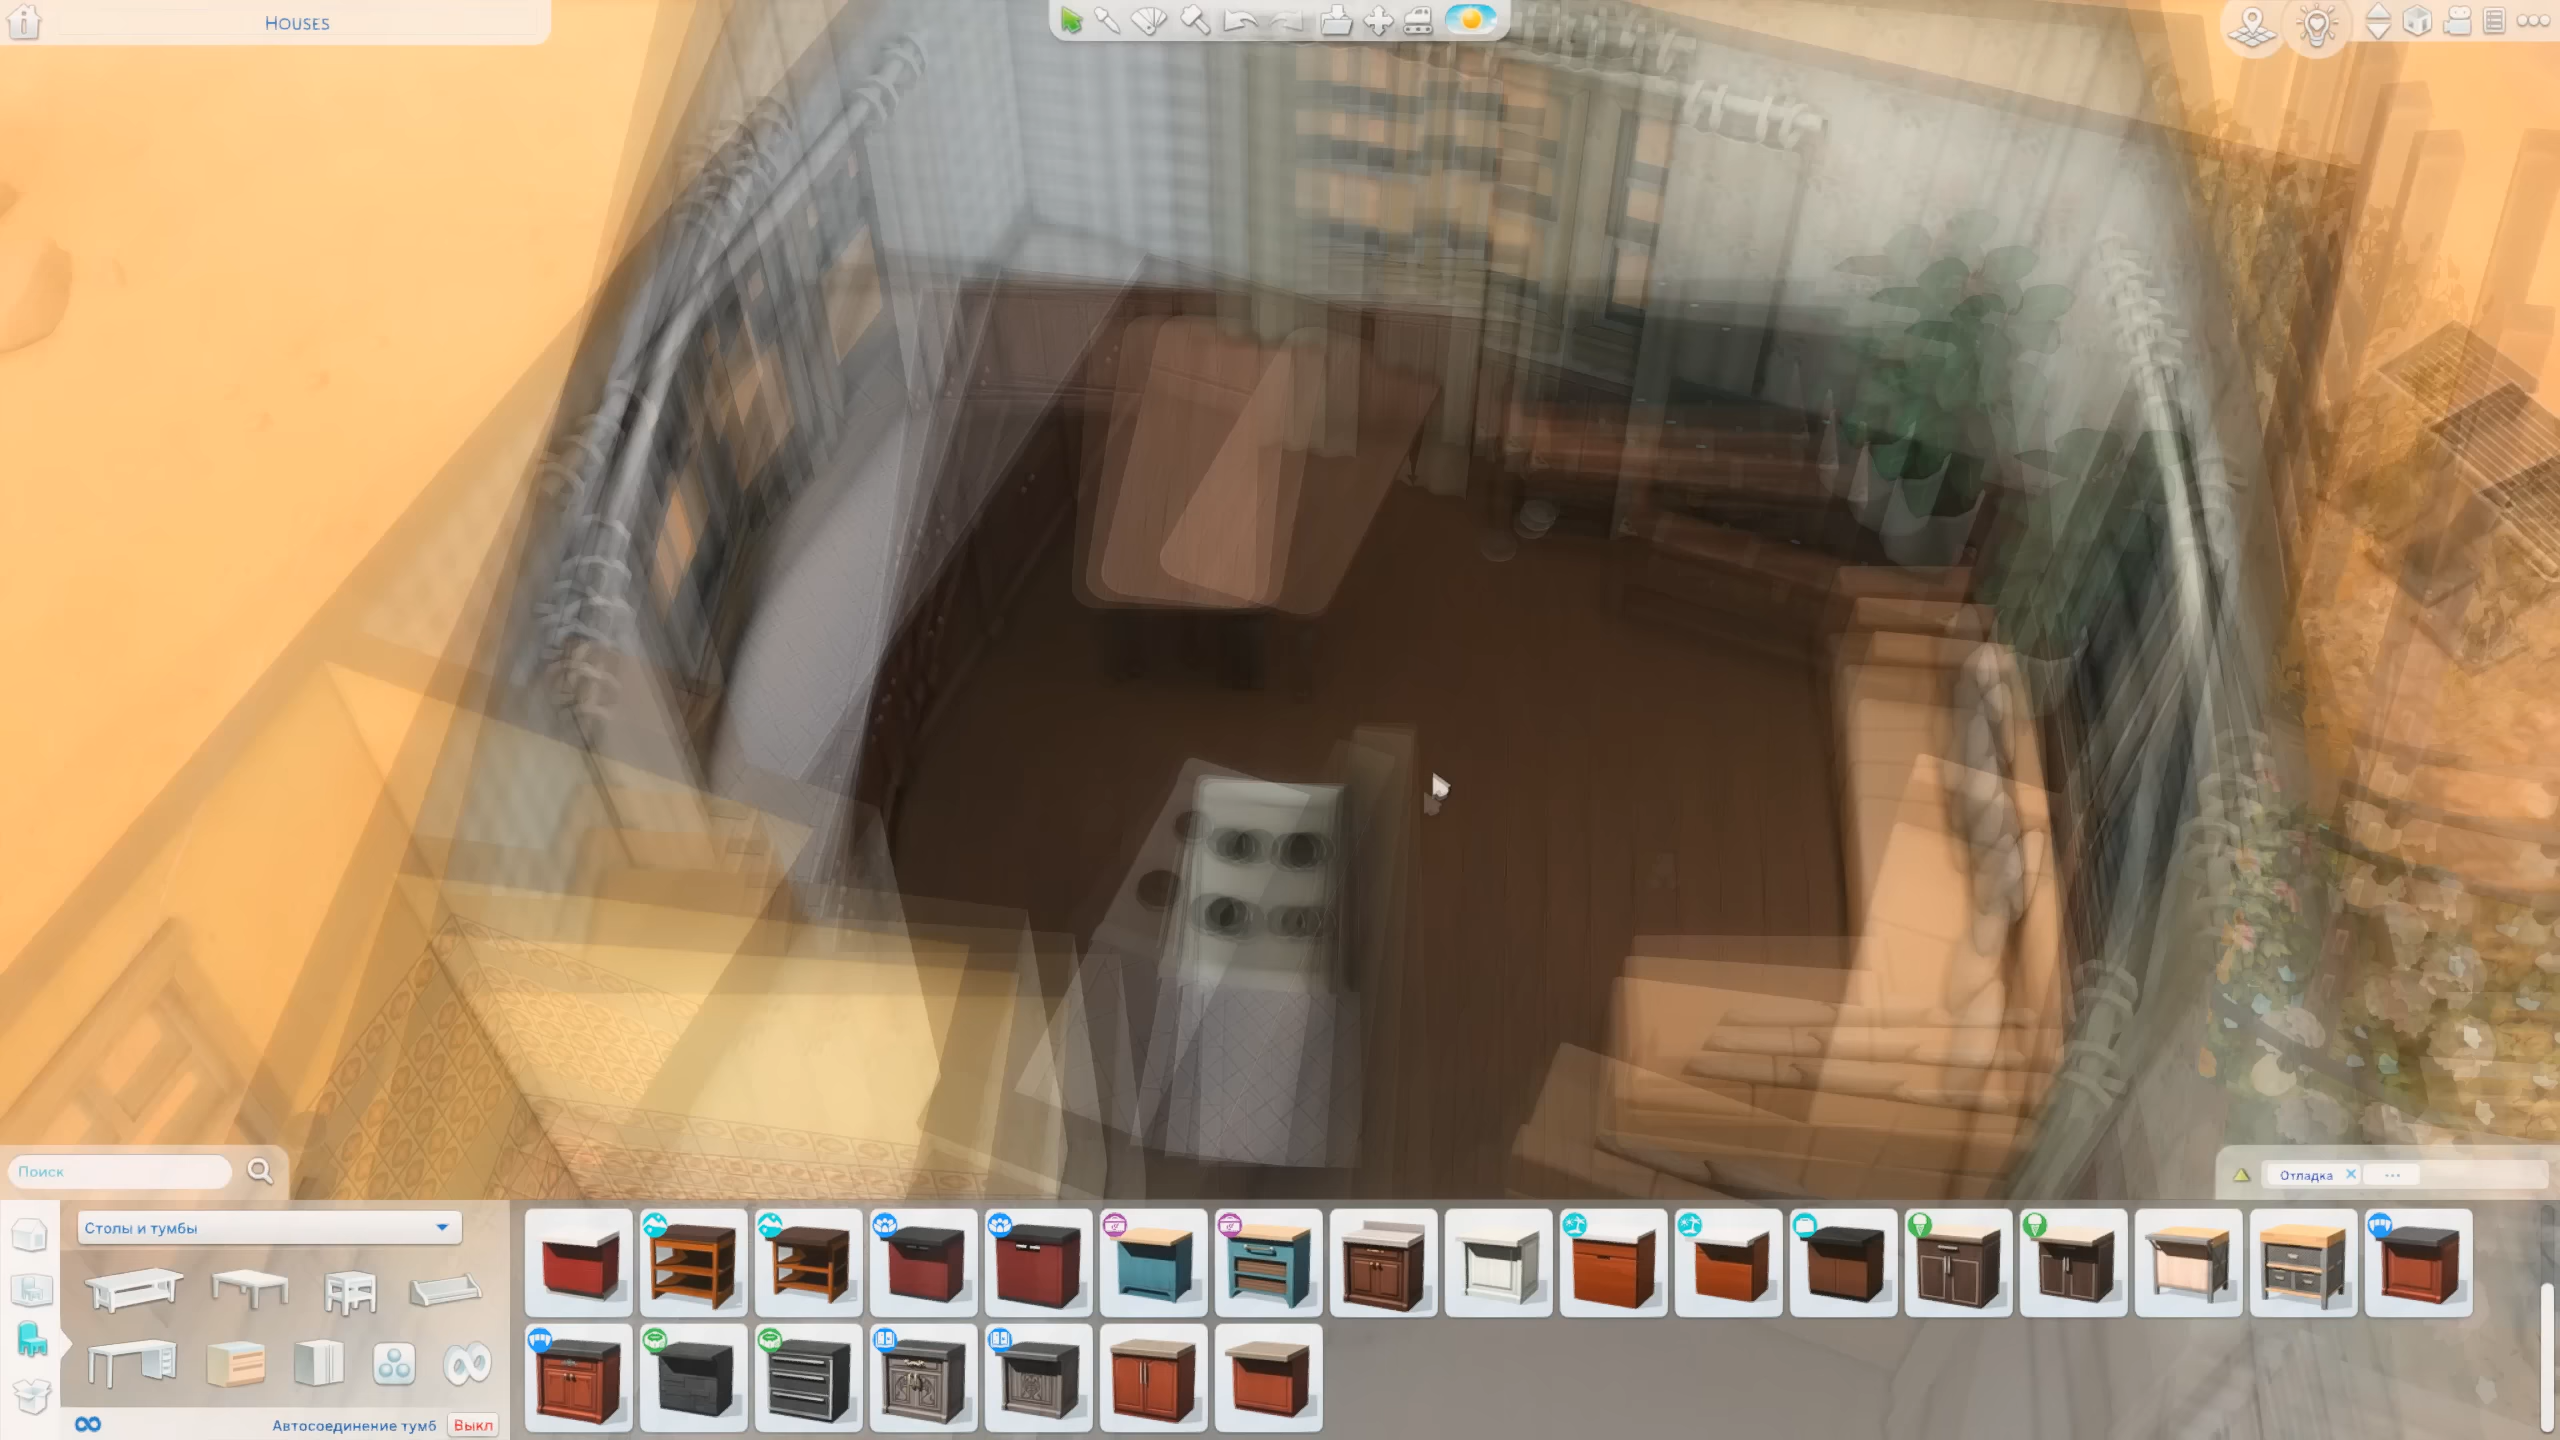 Houses
Поиск
Отладка
Столы и тумбы
Автосоединение тумб Выкл